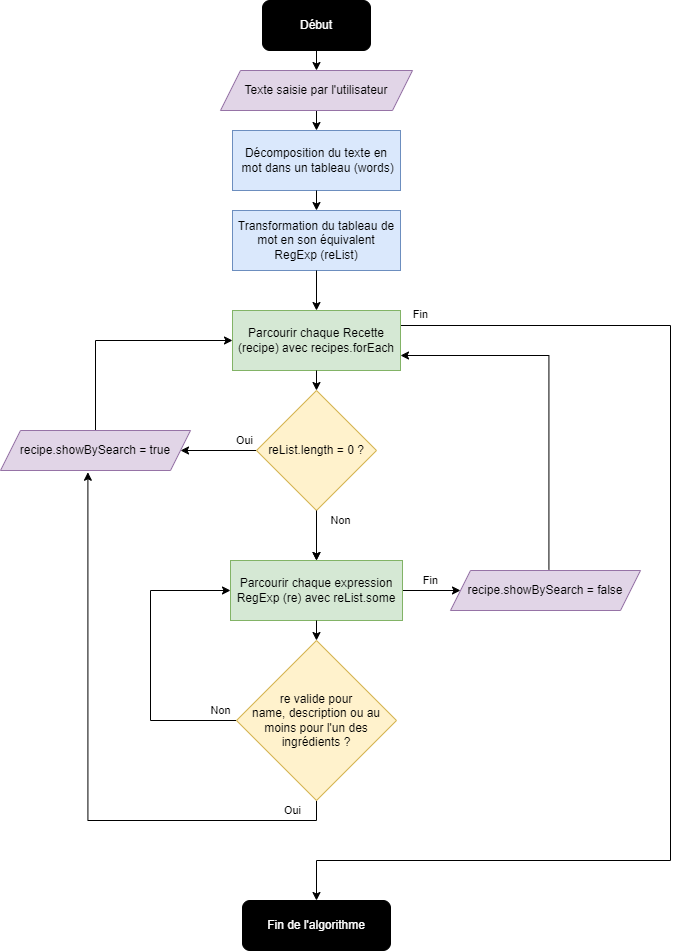 Début
Texte saisie par l'utilisateur
Décomposition du texte en
mot dans un tableau (words)
Transformation du tableau de
mot en son équivalent
RegExp (reList)
Parcourir chaque Recette
(recipe) avec recipes.forEach
Fin
reList.length = 0 ?
Oui
recipe.showBySearch = true
Non
Parcourir chaque expression
RegExp (re) avec reList.some
Fin
recipe.showBySearch = false
re valide pour
name, description ou au
moins pour l'un des
ingrédients ?
Non
Oui
Fin de l'algorithme